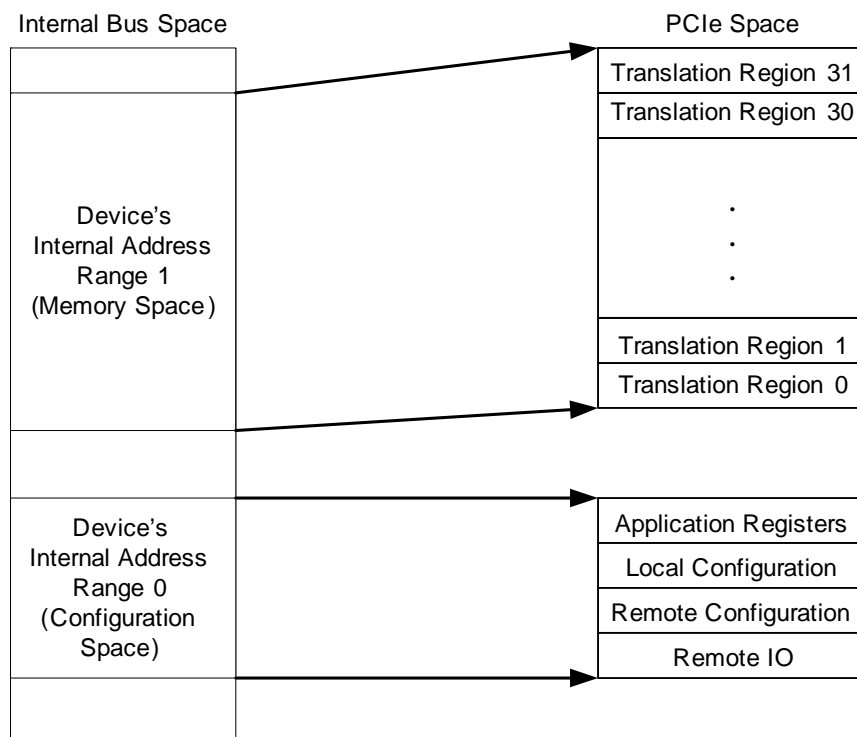 Internal Bus Space
PCIe Space
Translation Region 31
Translation Region 30
.
.
.
Device's
Internal Address
Range 1
(Memory Space)
Translation Region 1
Translation Region 0
Device's
Internal Address
Range 0
(Configuration
Space)
Application Registers
Local Configuration
Remote Configuration
Remote IO